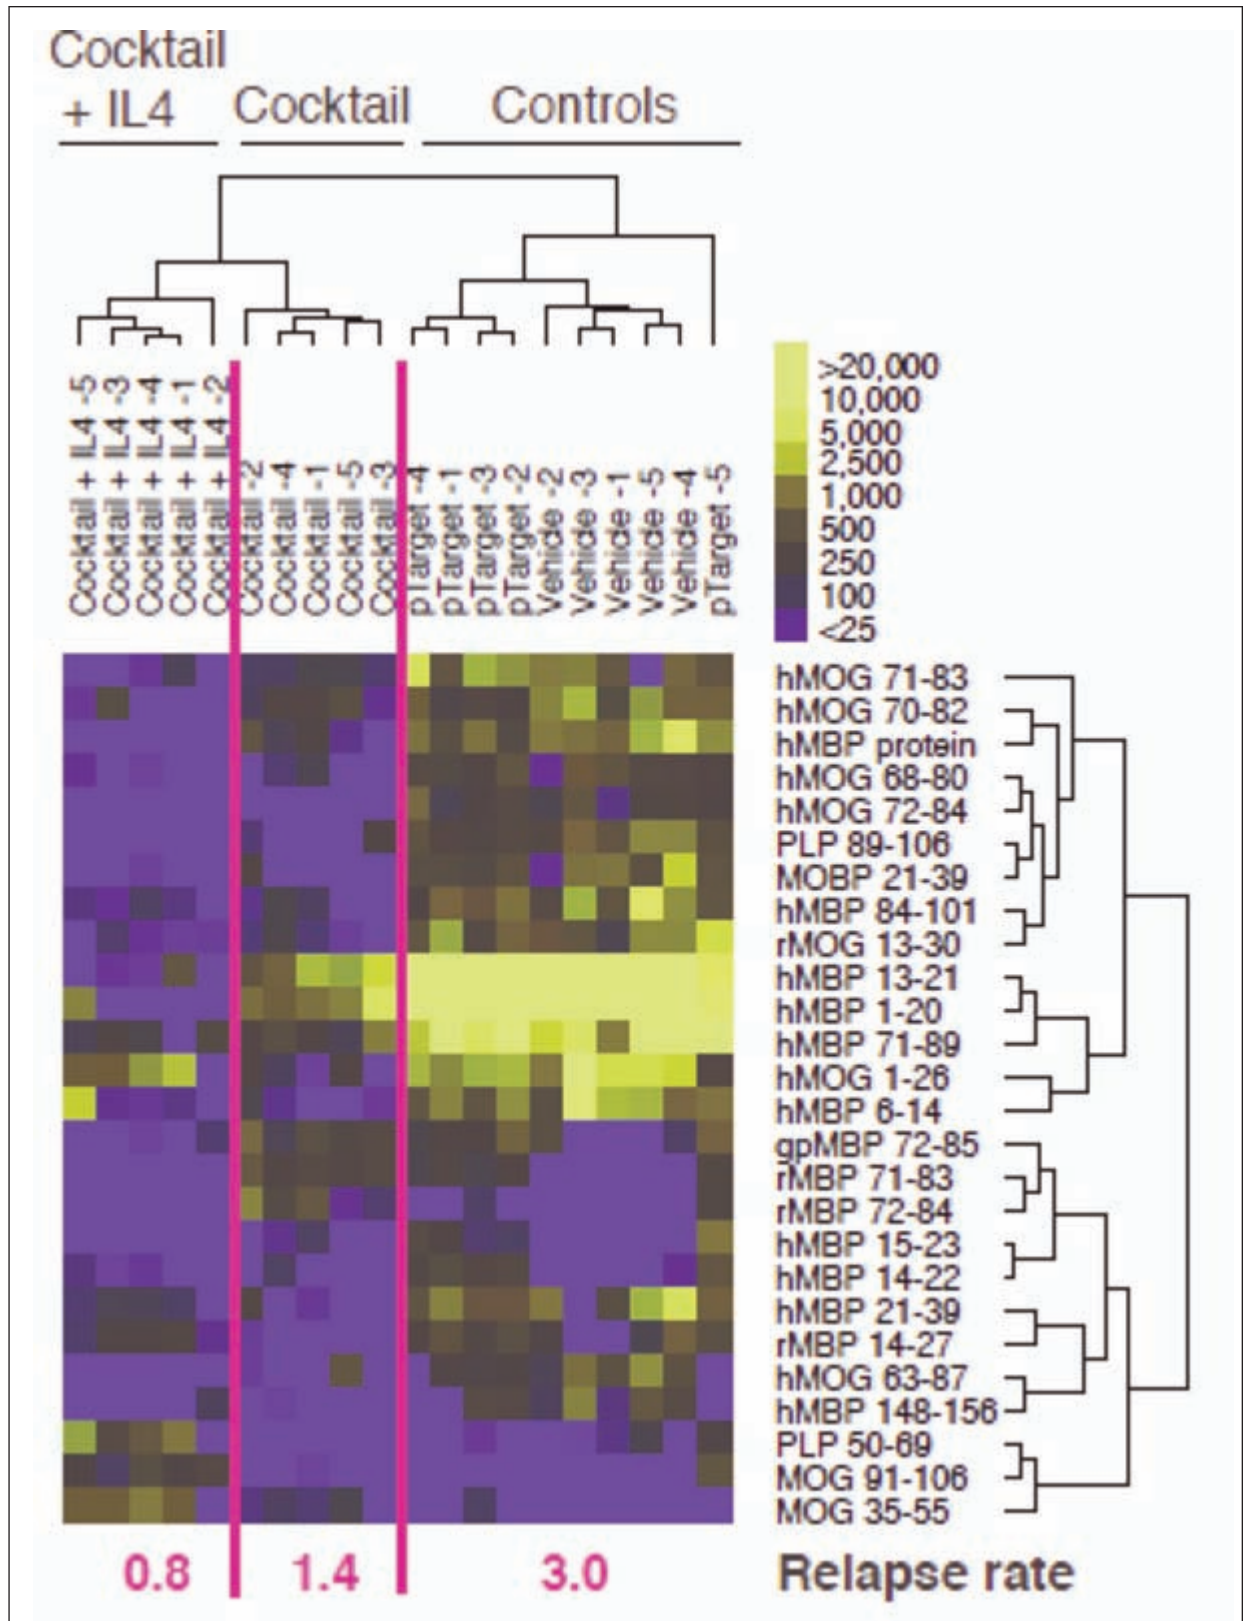 Cocktail
+ IL4 Cocktail Controls
Cocktail + IL4 -5
Cocktail + IL4 -3
Cocktail + IL4 -4
Cocktail + IL4 -1
Cocktail + IL4 -2
Cocktail -2
Cocktail -4
Cocktail -1
Cocktail -5
Cocktail -3
pTarget -4
pTarget -1
pTarget -3
pTarget -2
Vehicle -2
Vehicle -3
Vehicle -1
Vehicle -5
Vehicle -4
pTarget -5
>20,000
10,000
5,000
2,500
1,000
500
250
100
<25
hMOG 71-83
hMOG 70-82
hMBP protein
hMOG 68-80
hMOG 72-84
PLP 89-106
MOBP 21-39
hMBP 84-101
rMOG 13-30
hMBP 13-21
hMBP 1-20
hMBP 71-89
hMOG 1-26
hMBP 6-14
gpMBP 72-85
rMBP 71-83
rMBP 72-84
hMBP 15-23
hMBP 14-22
hMBP 21-39
rMBP 14-27
hMOG 63-87
hMBP 148-156
PLP 50-69
MOG 91-106
MOG 35-55
0.8 1.4 3.0 Relapse rate